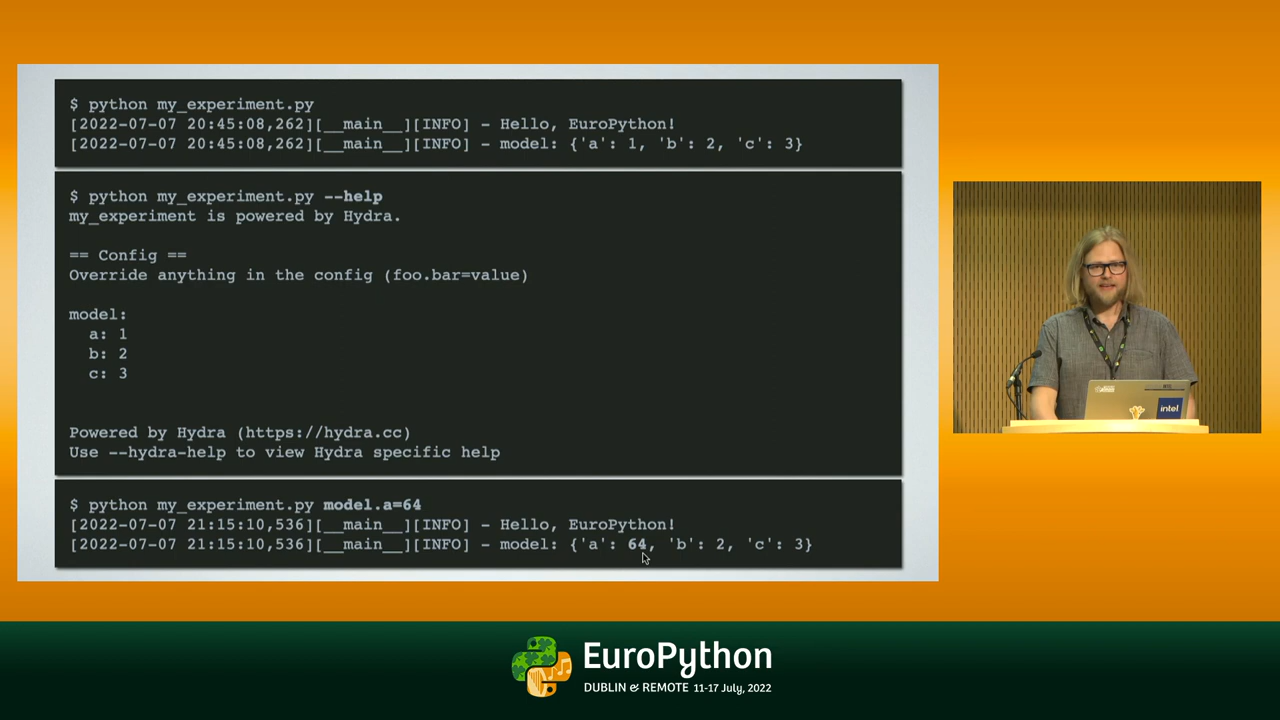 $ python my_experiment.py
[2022-07-07 20:45:08,262][__main__][INFO] - Hello, EuroPython!
[2022-07-07 20:45:08,262][__main__][INFO] - model: {'a': 1, 'b': 2, 'c': 3}
$ python my_experiment.py --help
my_experiment is powered by Hydra.
== Config ==
Override anything in the config (foo.bar=value)
model:
  a: 1
  b: 2
  c: 3
Powered by Hydra (https://hydra.cc)
Use --hydra-help to view Hydra specific help
$ python my_experiment.py model.a=64
[2022-07-07 21:15:10,536][__main__][INFO] - Hello, EuroPython!
[2022-07-07 21:15:10,536][__main__][INFO] - model: {'a': 64, 'b': 2, 'c': 3}
intel
EuroPython
DUBLIN & REMOTE 11-17 July, 2022